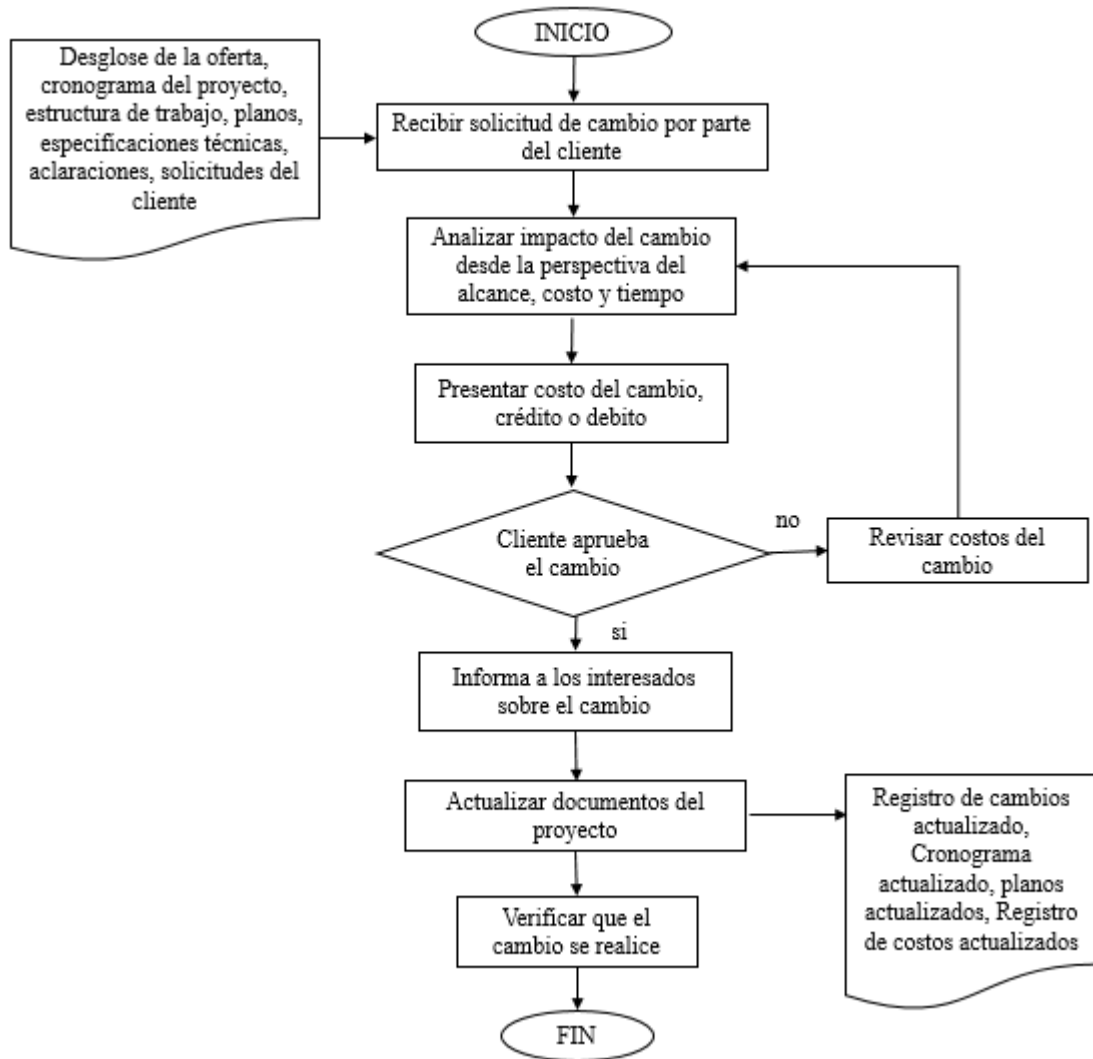 INICIO
Desglose de la oferta,
cronograma del proyecto,
estructura de trabajo, planos,
especificaciones técnicas,
aclaraciones, solicitudes del
cliente
Recibir solicitud de cambio por parte
del cliente
Analizar impacto del cambio
desde la perspectiva del
alcance, costo y tiempo
Presentar costo del cambio,
crédito o debito
Cliente aprueba
el cambio
no
Revisar costos del
cambio
si
Informa a los interesados
sobre el cambio
Actualizar documentos del
proyecto
Registro de cambios
actualizado,
Cronograma
actualizado, planos
actualizados, Registro
de costos actualizados
Verificar que el
cambio se realice
FIN